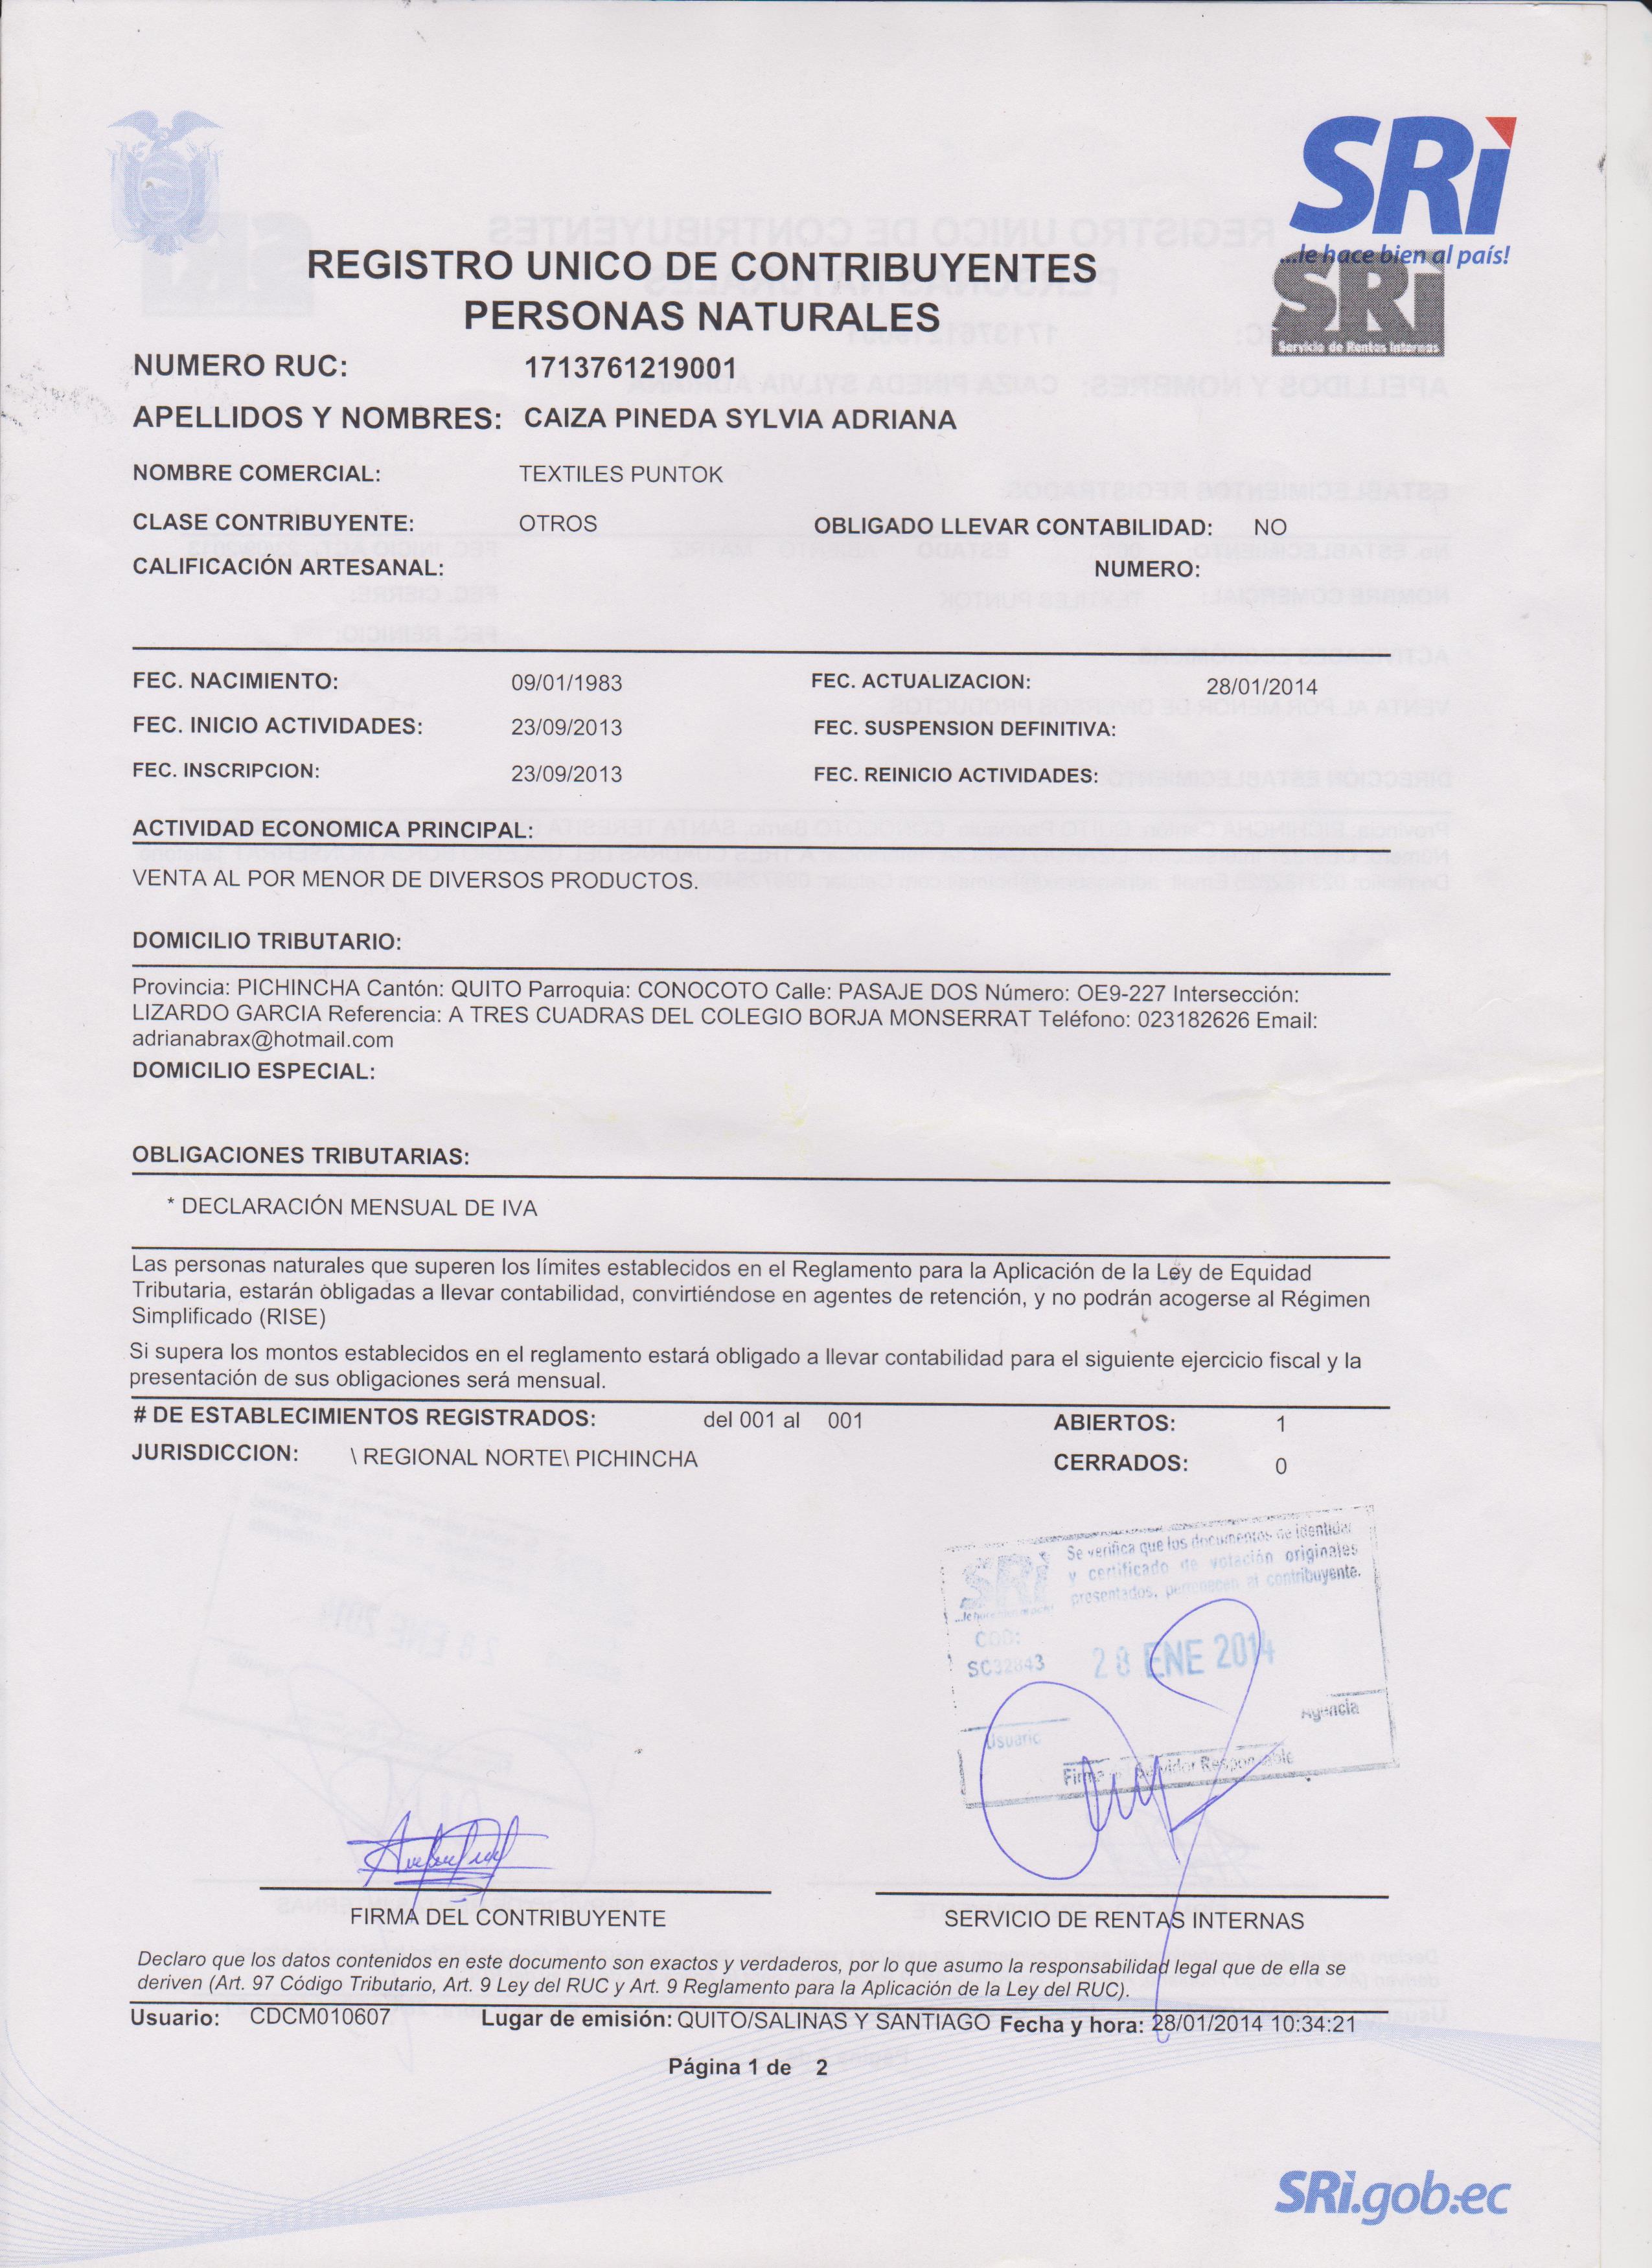 SRi
...le hace bien al país!
SRi
Servicio de Rentas Internas
REGISTRO UNICO DE CONTRIBUYENTES
PERSONAS NATURALES
NUMERO RUC: 1713761219001
APELLIDOS Y NOMBRES: CAIZA PINEDA SYLVIA ADRIANA
NOMBRE COMERCIAL: TEXTILES PUNTOK
CLASE CONTRIBUYENTE: OTROS OBLIGADO LLEVAR CONTABILIDAD: NO
CALIFICACIÓN ARTESANAL: NUMERO:
FEC. NACIMIENTO: 09/01/1983 FEC. ACTUALIZACION: 28/01/2014
FEC. INICIO ACTIVIDADES: 23/09/2013 FEC. SUSPENSION DEFINITIVA:
FEC. INSCRIPCION: 23/09/2013 FEC. REINICIO ACTIVIDADES:
ACTIVIDAD ECONOMICA PRINCIPAL:
VENTA AL POR MENOR DE DIVERSOS PRODUCTOS.
DOMICILIO TRIBUTARIO:
Provincia: PICHINCHA Cantón: QUITO Parroquia: CONOCOTO Calle: PASAJE DOS Número: OE9-227 Intersección:
LIZARDO GARCIA Referencia: A TRES CUADRAS DEL COLEGIO BORJA MONSERRAT Teléfono: 023182626 Email:
adrianabrax@hotmail.com
DOMICILIO ESPECIAL:
OBLIGACIONES TRIBUTARIAS:
* DECLARACIÓN MENSUAL DE IVA
Las personas naturales que superen los límites establecidos en el Reglamento para la Aplicación de la Ley de Equidad
Tributaria, estarán obligadas a llevar contabilidad, convirtiéndose en agentes de retención, y no podrán acogerse al Régimen
Simplificado (RISE)
Si supera los montos establecidos en el reglamento estará obligado a llevar contabilidad para el siguiente ejercicio fiscal y la
presentación de sus obligaciones será mensual.
# DE ESTABLECIMIENTOS REGISTRADOS: del 001 al 001 ABIERTOS: 1
JURISDICCION: \ REGIONAL NORTE\ PICHINCHA CERRADOS: 0
SRi
Se verifica que los documentos de identidad
y certificado de votación originales
presentados, pertenecen al contribuyente.
COD:
SC32843
28 ENE 2014
Agencia
Usuario
Firma Servidor Responsable
FIRMA DEL CONTRIBUYENTE SERVICIO DE RENTAS INTERNAS
Declaro que los datos contenidos en este documento son exactos y verdaderos, por lo que asumo la responsabilidad legal que de ella se
deriven (Art. 97 Código Tributario, Art. 9 Ley del RUC y Art. 9 Reglamento para la Aplicación de la Ley del RUC).
Usuario: CDCM010607 Lugar de emisión: QUITO/SALINAS Y SANTIAGO Fecha y hora: 28/01/2014 10:34:21
Página 1 de 2
SRi.gob.ec